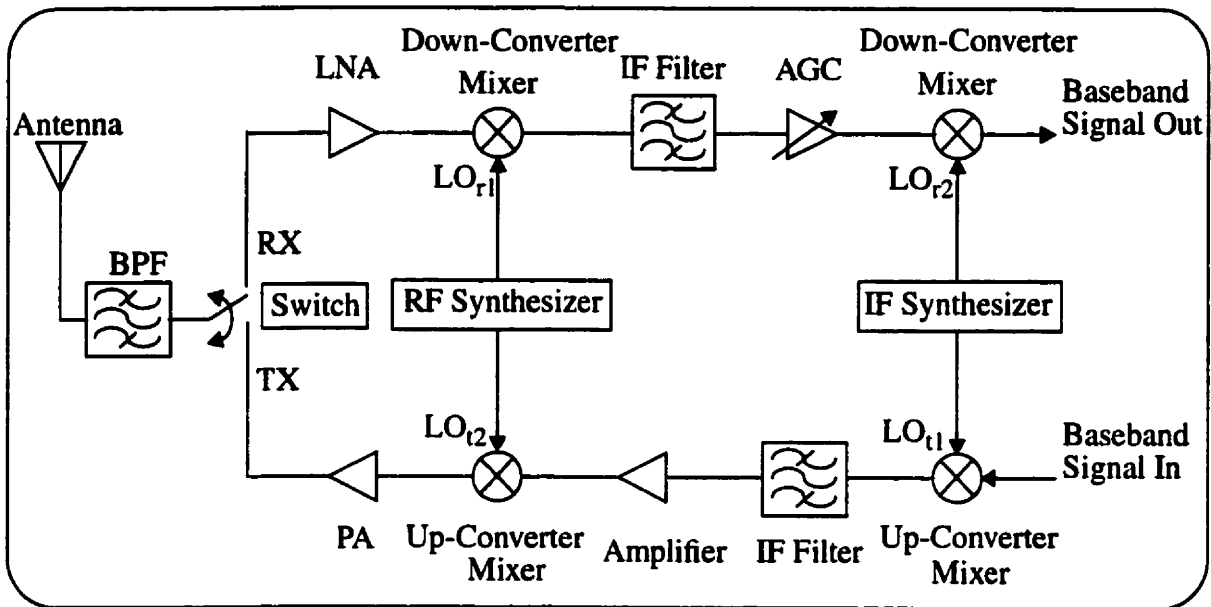 Down-Converter
Mixer
LNA
IF Filter
AGC
Down-Converter
Mixer
Baseband
Signal Out
Antenna
LOr1
LOr2
RX
BPF
Switch
RF Synthesizer
IF Synthesizer
TX
LOt2
LOt1
Baseband
Signal In
PA
Up-Converter
Mixer
Amplifier
IF Filter
Up-Converter
Mixer